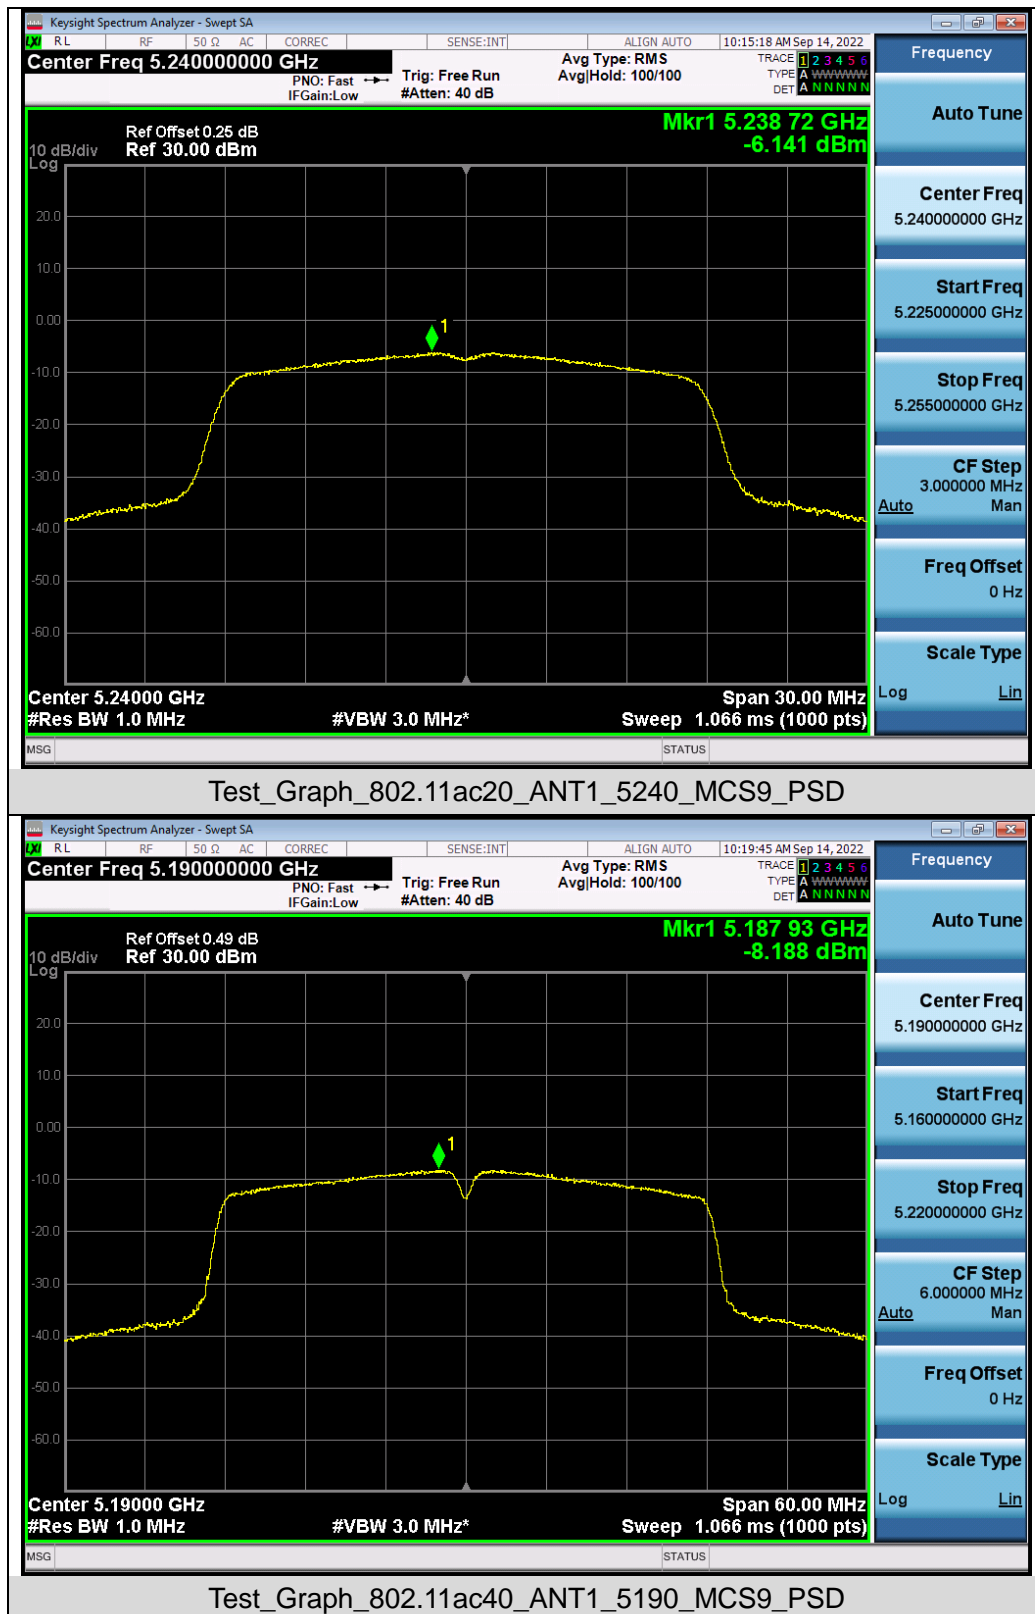 Keysight Spectrum Analyzer - Swept SA
LXI RL RF 50 Ω AC CORREC SENSE:INT ALIGN AUTO 10:15:18 AM Sep 14, 2022
Center Freq 5.240000000 GHz
PNO: Fast
IFGain:Low
Trig: Free Run
#Atten: 40 dB
Avg Type: RMS
Avg|Hold: 100/100
TRACE 1 2 3 4 5 6
TYPE A WWWWW
DET A N N N N N
Ref Offset 0.25 dB
10 dB/div Ref 30.00 dBm
Log
Mkr1 5.238 72 GHz
-6.141 dBm
20.0
10.0
0.00
-10.0
-20.0
-30.0
-40.0
-50.0
-60.0
1
Center 5.24000 GHz Span 30.00 MHz
#Res BW 1.0 MHz #VBW 3.0 MHz* Sweep 1.066 ms (1000 pts)
MSG STATUS
Frequency
Auto Tune
Center Freq
5.240000000 GHz
Start Freq
5.225000000 GHz
Stop Freq
5.255000000 GHz
CF Step
3.000000 MHz
Auto Man
Freq Offset
0 Hz
Scale Type
Log Lin
Test_Graph_802.11ac20_ANT1_5240_MCS9_PSD
Keysight Spectrum Analyzer - Swept SA
LXI RL RF 50 Ω AC CORREC SENSE:INT ALIGN AUTO 10:19:45 AM Sep 14, 2022
Center Freq 5.190000000 GHz
PNO: Fast
IFGain:Low
Trig: Free Run
#Atten: 40 dB
Avg Type: RMS
Avg|Hold: 100/100
TRACE 1 2 3 4 5 6
TYPE A WWWWW
DET A N N N N N
Ref Offset 0.49 dB
10 dB/div Ref 30.00 dBm
Log
Mkr1 5.187 93 GHz
-8.188 dBm
20.0
10.0
0.00
-10.0
-20.0
-30.0
-40.0
-50.0
-60.0
1
Center 5.19000 GHz Span 60.00 MHz
#Res BW 1.0 MHz #VBW 3.0 MHz* Sweep 1.066 ms (1000 pts)
MSG STATUS
Frequency
Auto Tune
Center Freq
5.190000000 GHz
Start Freq
5.160000000 GHz
Stop Freq
5.220000000 GHz
CF Step
6.000000 MHz
Auto Man
Freq Offset
0 Hz
Scale Type
Log Lin
Test_Graph_802.11ac40_ANT1_5190_MCS9_PSD